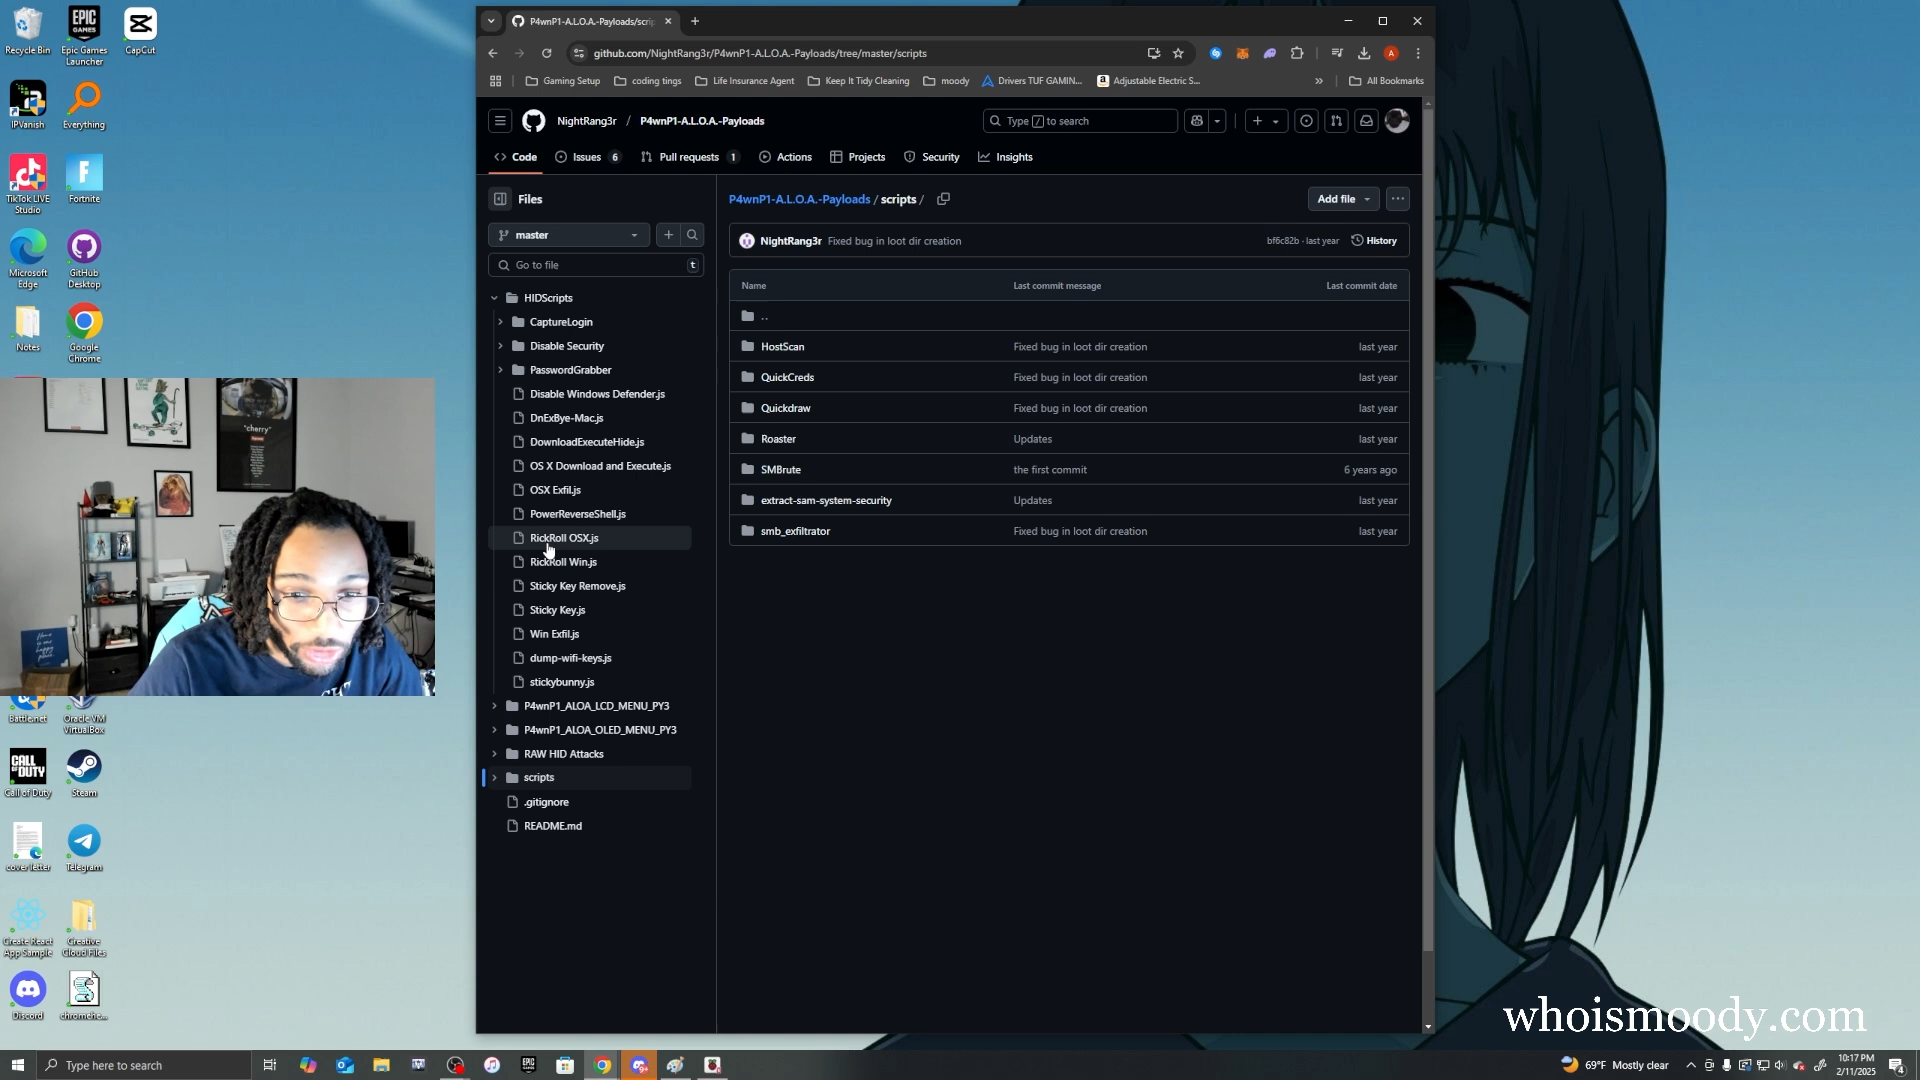 P4wnP1-A.L.O.A.-Payloads/scrip
github.com/NightRang3r/P4wnP1-A.L.O.A.-Payloads/tree/master/scripts
Gaming Setup
coding tings
Life Insurance Agent
Keep It Tidy Cleaning
moody
Drivers TUF GAMIN...
Adjustable Electric S...
»
All Bookmarks
NightRang3r / P4wnP1-A.L.O.A.-Payloads
Type / to search
Code
Issues 6
Pull requests 1
Actions
Projects
Security
Insights
Files
master
Go to file
t
HIDScripts
CaptureLogin
Disable Security
PasswordGrabber
Disable Windows Defender.js
DnExBye-Mac.js
DownloadExecuteHide.js
OS X Download and Execute.js
OSX Exfil.js
PowerReverseShell.js
RickRoll OSX.js
RickRoll Win.js
Sticky Key Remove.js
Sticky Key.js
Win Exfil.js
dump-wifi-keys.js
stickybunny.js
P4wnP1_ALOA_LCD_MENU_PY3
P4wnP1_ALOA_OLED_MENU_PY3
RAW HID Attacks
scripts
.gitignore
README.md
P4wnP1-A.L.O.A.-Payloads / scripts /
Add file
NightRang3r Fixed bug in loot dir creation
bf6c82b · last year
History
Name Last commit message Last commit date
..
HostScan Fixed bug in loot dir creation last year
QuickCreds Fixed bug in loot dir creation last year
Quickdraw Fixed bug in loot dir creation last year
Roaster Updates last year
SMBrute the first commit 6 years ago
extract-sam-system-security Updates last year
smb_exfiltrator Fixed bug in loot dir creation last year
Recycle Bin
Epic Games Launcher
CapCut
IPVanish
Everything
TikTok LIVE Studio
Fortnite
Microsoft Edge
GitHub Desktop
Notes
Google Chrome
"cherry"
Battle.net
Oracle VM VirtualBox
CALL OF DUTY
Call of Duty
Steam
cover letter
Telegram
Create React App Sample
Creative Cloud Files
Discord
chromehe...
whoismoody.com
Type here to search
69°F Mostly clear
10:17 PM
2/11/2025